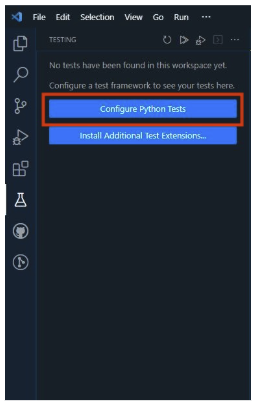 File Edit Selection View Go Run ···
TESTING
No tests have been found in this workspace yet.
Configure a test framework to see your tests here.
Configure Python Tests
Install Additional Test Extensions...